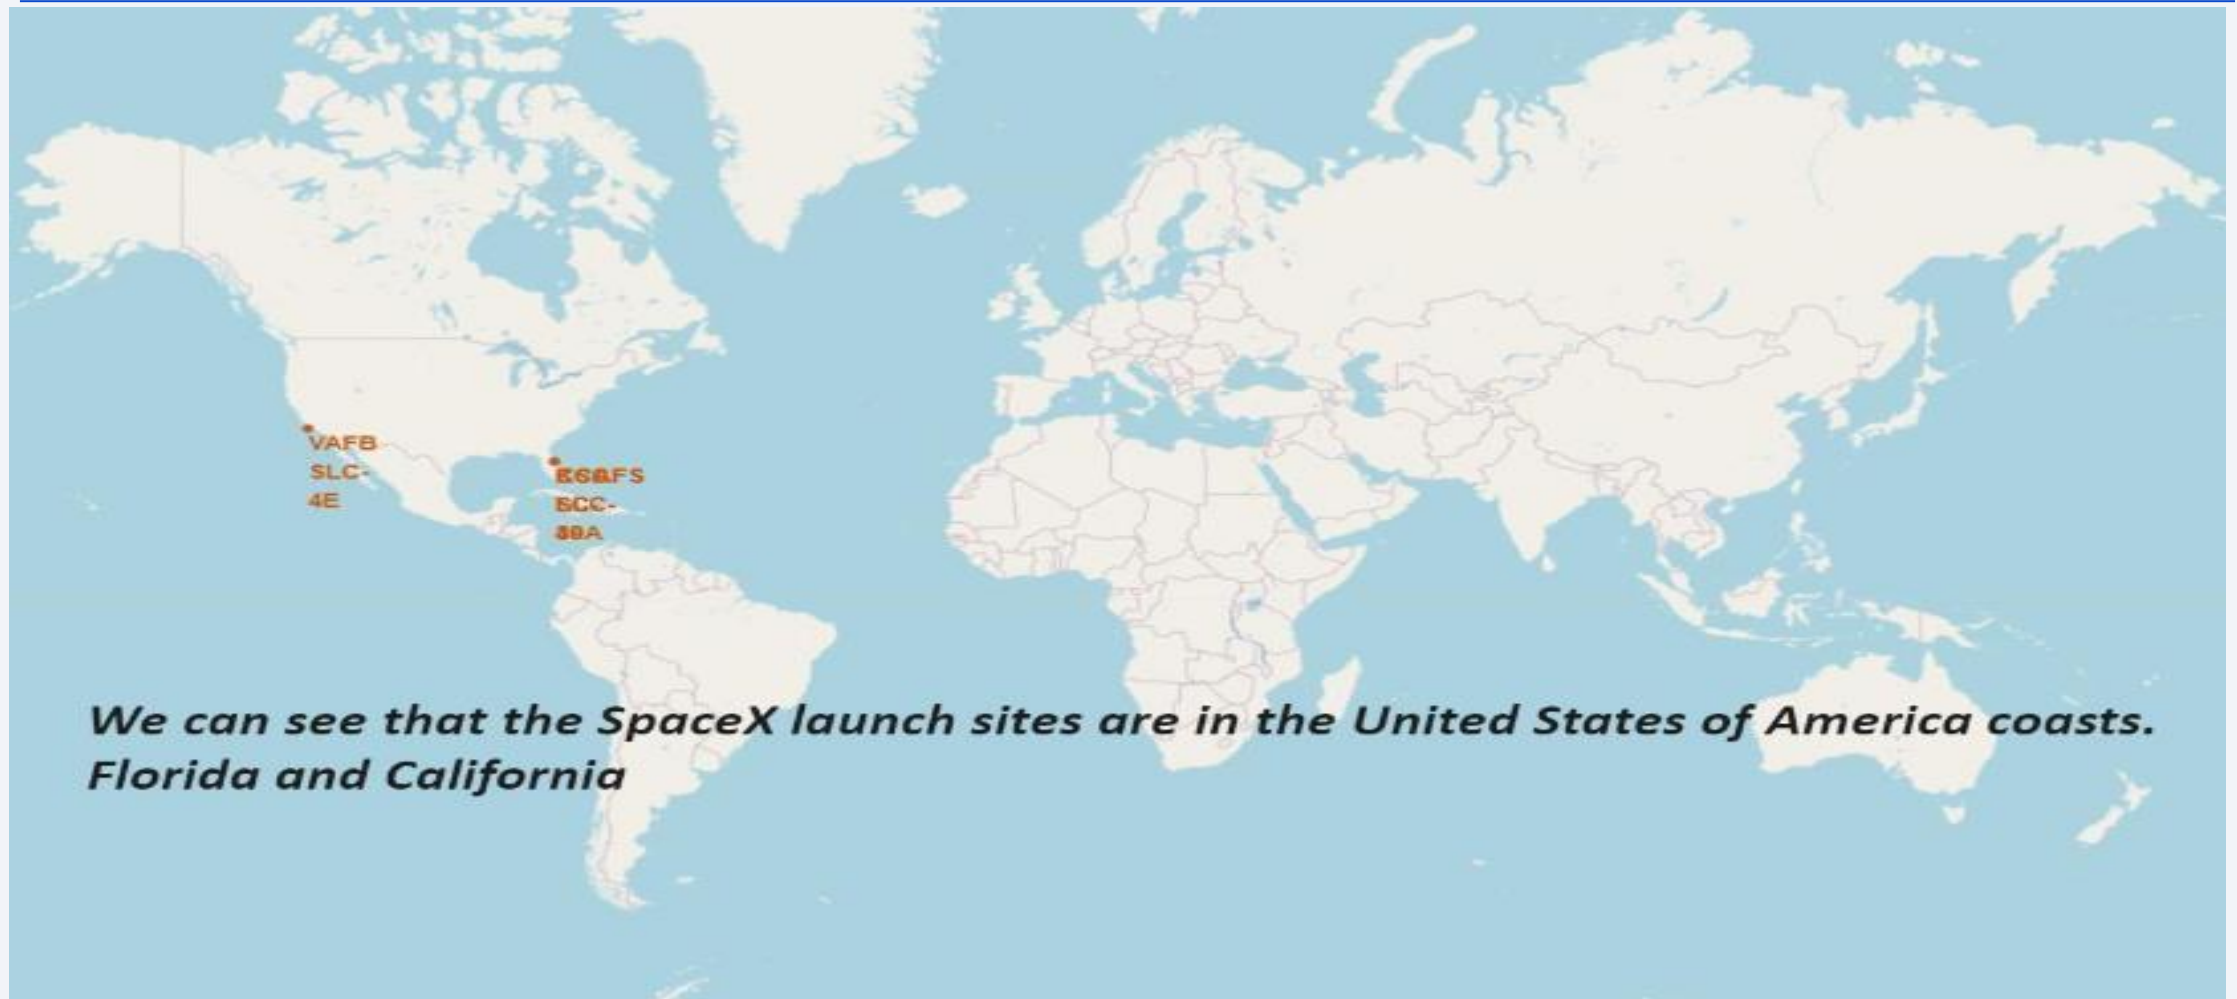 VAFB
SLC-
4E
We can see that the SpaceX launch sites are in the United States of America coasts.
Florida and California